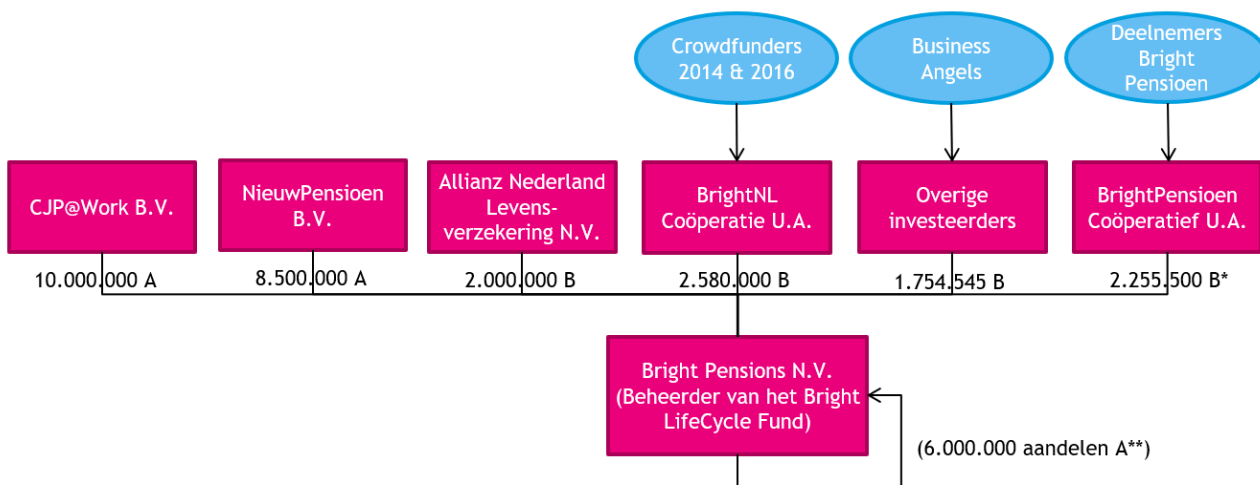 Crowdfunders
2014 & 2016
Business
Angels
Deelnemers
Bright
Pensioen
CJP@Work B.V.
NieuwPensioen
B.V.
Allianz Nederland
Levens-
verzekering N.V.
BrightNL
Coöperatie U.A.
Overige
investeerders
BrightPensioen
Coöperatief U.A.
10.000.000 A
8.500.000 A
2.000.000 B
2.580.000 B
1.754.545 B
2.255.500 B*
Bright Pensions N.V.
(Beheerder van het Bright
LifeCycle Fund)
(6.000.000 aandelen A**)